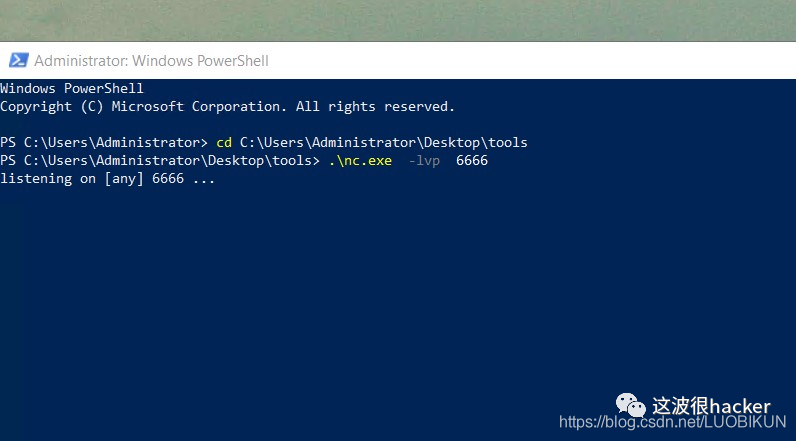 Administrator: Windows PowerShell
Windows PowerShell
Copyright (C) Microsoft Corporation. All rights reserved.
PS C:\Users\Administrator> cd C:\Users\Administrator\Desktop\tools
PS C:\Users\Administrator\Desktop\tools> .\nc.exe  -lvp  6666
listening on [any] 6666 ...
这波很hacker
https://blog.csdn.net/LUOBIKUN